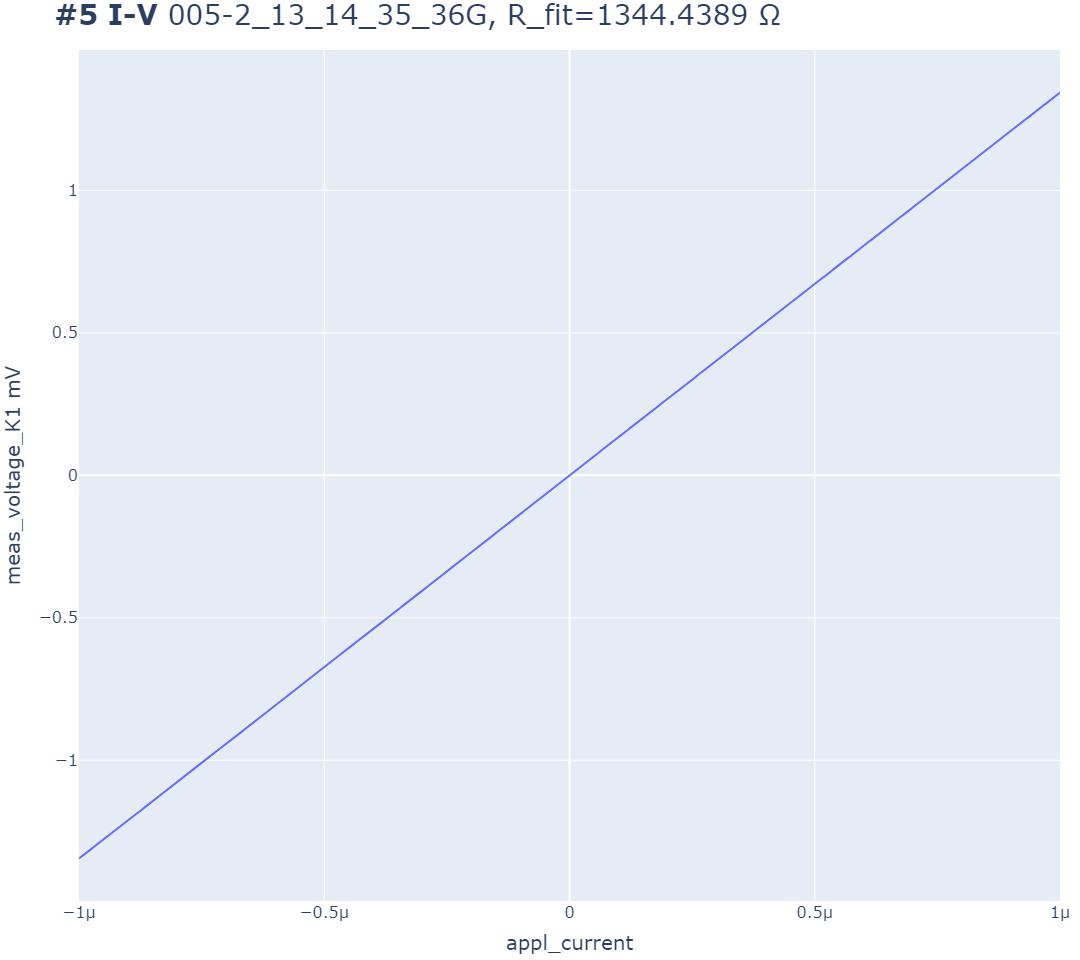 #5 I-V 005-2_13_14_35_36G, R_fit=1344.4389 Ω
meas_voltage_K1 mV
1
0.5
0
−0.5
−1
−1μ
−0.5μ
0
0.5μ
1μ
appl_current